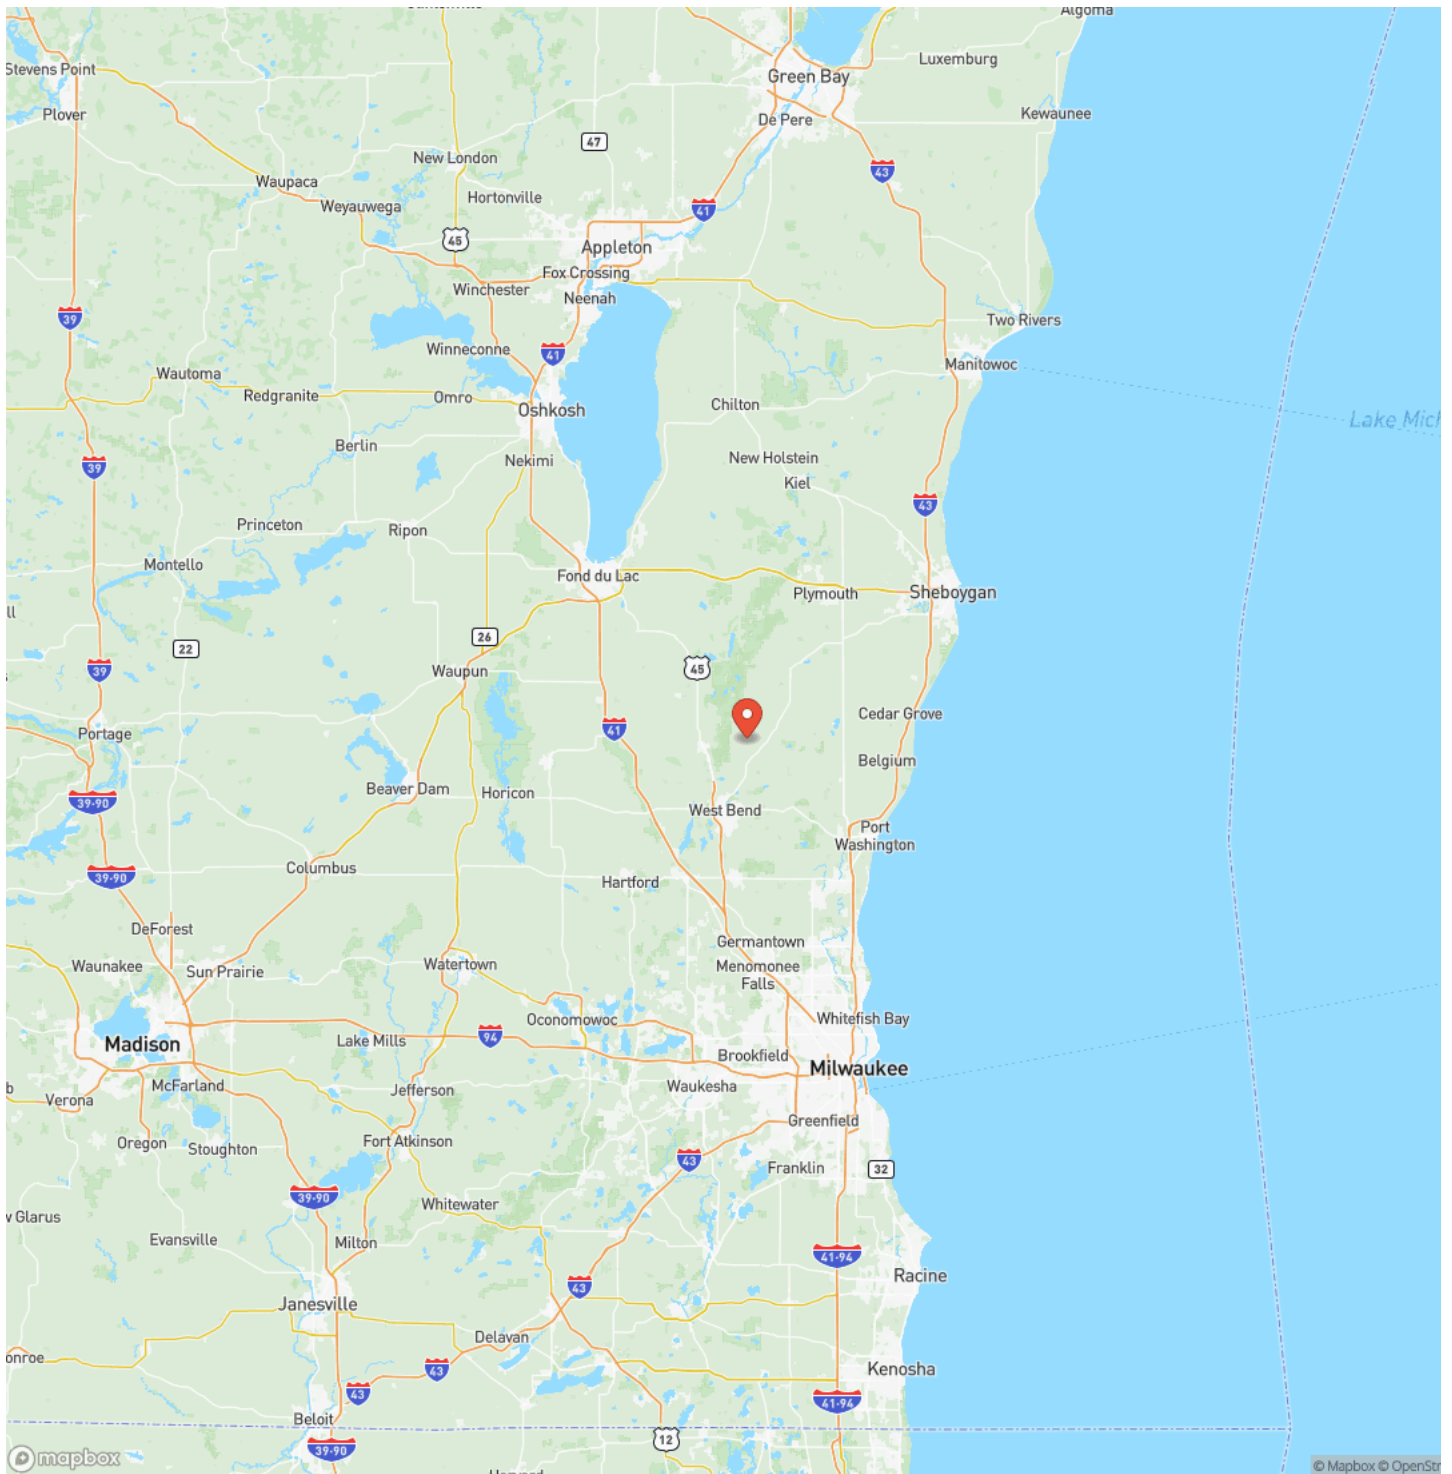 Algoma
Luxemburg
Stevens Point
Green Bay
Plover
Kewaunee
De Pere
47
New London
43
Waupaca
Hortonville
Weyauwega
41
45
Appleton
Fox Crossing
Winchester
Neenah
39
Two Rivers
Winneconne
41
Manitowoc
Wautoma
Redgranite
Omro
Chilton
Oshkosh
Lake Mich
Berlin
Nekimi
New Holstein
39
Kiel
43
Princeton
Ripon
Montello
Fond du Lac
Plymouth
Sheboygan
ll
26
22
45
39
Waupun
Cedar Grove
41
Portage
Belgium
Beaver Dam
Horicon
39-90
West Bend
Port
Washington
Columbus
39-90
Hartford
DeForest
Germantown
Waunakee
Sun Prairie
Watertown
Menomonee
Falls
Oconomowoc
Whitefish Bay
94
Lake Mills
Madison
Brookfield
Milwaukee
b
McFarland
Waukesha
Jefferson
Verona
Greenfield
Oregon
Stoughton
Fort Atkinson
43
Franklin
32
39-90
Whitewater
w Glarus
Evansville
Milton
41-94
Racine
43
Janesville
Delavan
onroe
43
Kenosha
43
41-94
Beloit
12
39-90
mapbox
© Mapbox © OpenStr